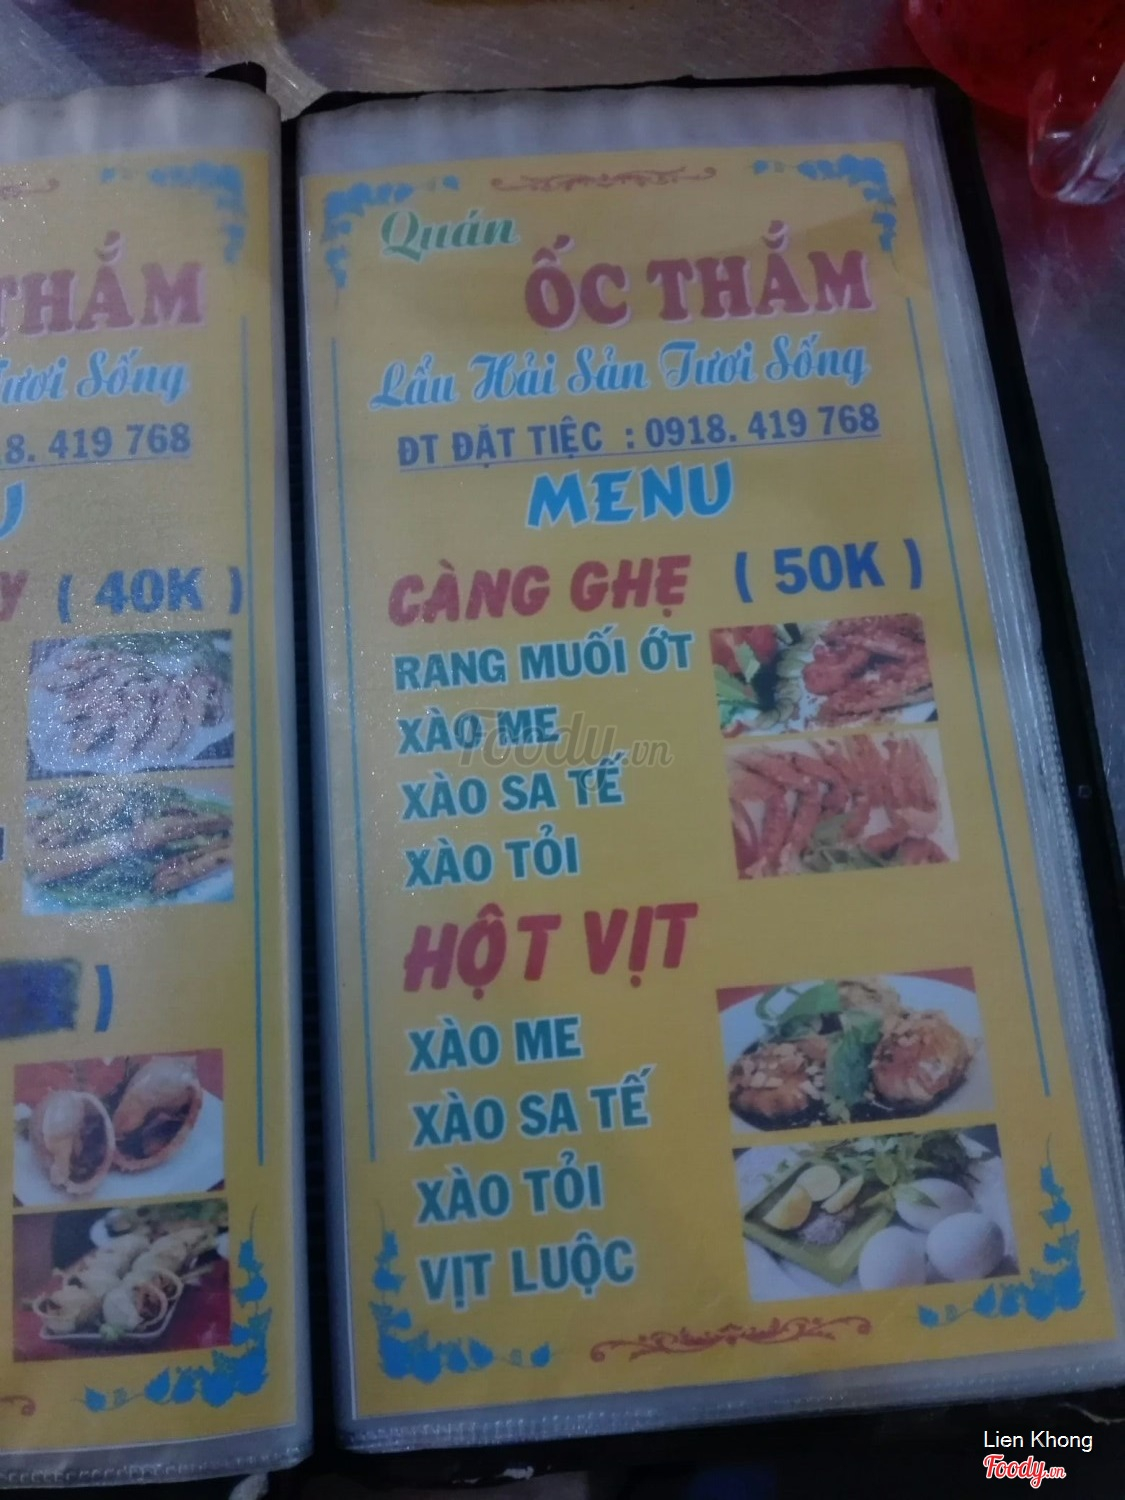 THẮM
Tươi Sống
18. 419 768
U
Y ( 40K )
)
Quán
ỐC THẮM
Lẩu Hải Sản Tươi Sống
ĐT ĐẶT TIỆC : 0918. 419 768
MENU
CÀNG GHẸ ( 50K )
RANG MUỐI ỚT
XÀO ME
XÀO SA TẾ
XÀO TỎI
HỘT VỊT
XÀO ME
XÀO SA TẾ
XÀO TỎI
VỊT LUỘC
Foody.vn
Lien Khong
Foody.vn